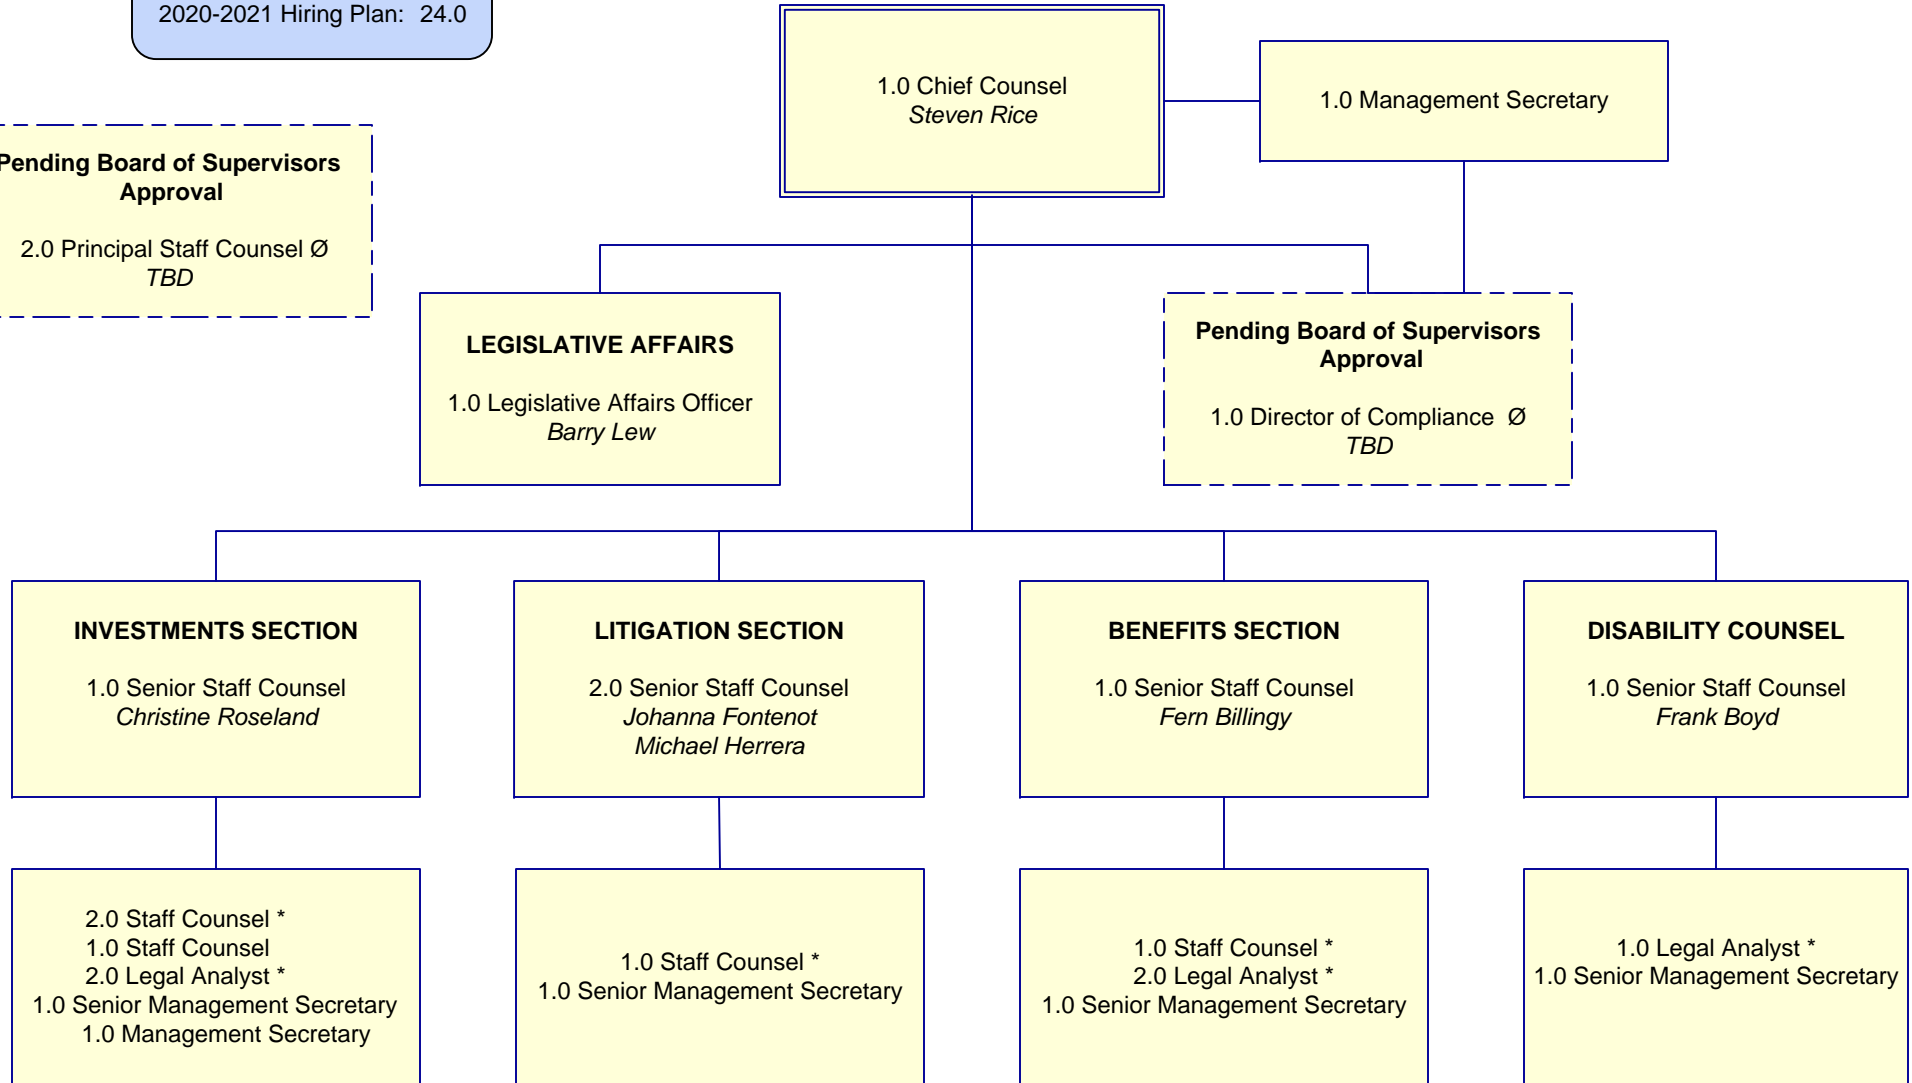 2020-2021 Hiring Plan: 24.0
1.0 Chief Counsel
Steven Rice
1.0 Management Secretary
Pending Board of Supervisors
Approval
2.0 Principal Staff Counsel Ø
TBD
LEGISLATIVE AFFAIRS
1.0 Legislative Affairs Officer
Barry Lew
Pending Board of Supervisors
Approval
1.0 Director of Compliance Ø
TBD
INVESTMENTS SECTION
1.0 Senior Staff Counsel
Christine Roseland
LITIGATION SECTION
2.0 Senior Staff Counsel
Johanna Fontenot
Michael Herrera
BENEFITS SECTION
1.0 Senior Staff Counsel
Fern Billingy
DISABILITY COUNSEL
1.0 Senior Staff Counsel
Frank Boyd
2.0 Staff Counsel *
1.0 Staff Counsel
2.0 Legal Analyst *
1.0 Senior Management Secretary
1.0 Management Secretary
1.0 Staff Counsel *
1.0 Senior Management Secretary
1.0 Staff Counsel *
2.0 Legal Analyst *
1.0 Senior Management Secretary
1.0 Legal Analyst *
1.0 Senior Management Secretary